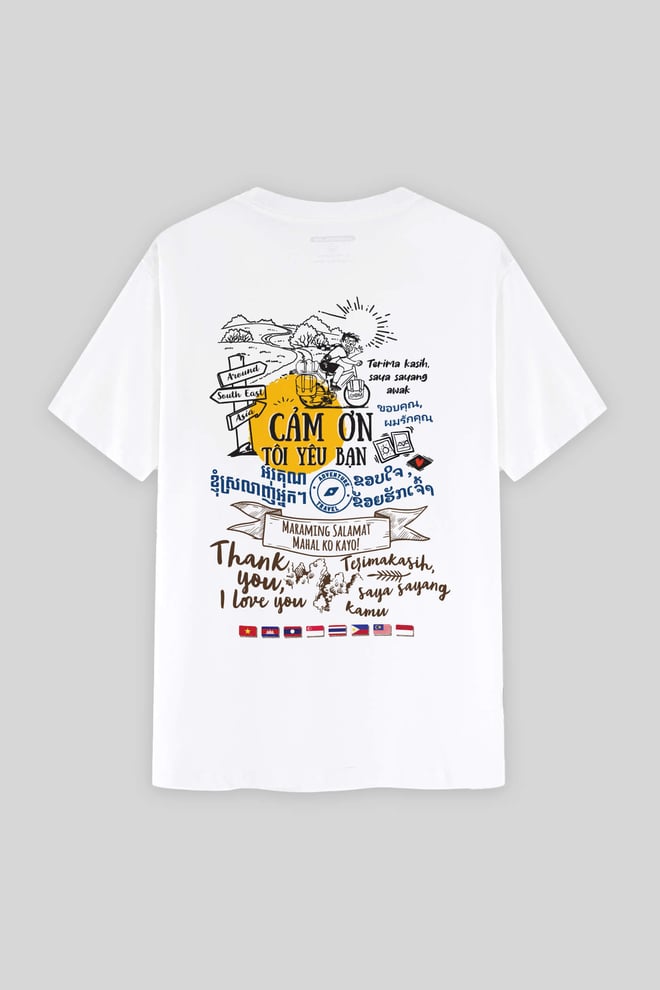 Around
South East
Asia
Terima kasih,
saya sayang
awak
ขอบคุณ,
ผมรักคุณ
CẢM ƠN
TÔI YÊU BẠN
អរគុណ
ខ្ញុំស្រលាញ់អ្នក។
ADVENTURE
TRAVEL
ຂອບໃຈ ,
ຂ້ອຍຮັກເຈົ້າ
MARAMING SALAMAT
MAHAL KO KAYO!
Thank
you,
I love you
Terimakasih,
saya sayang
kamu